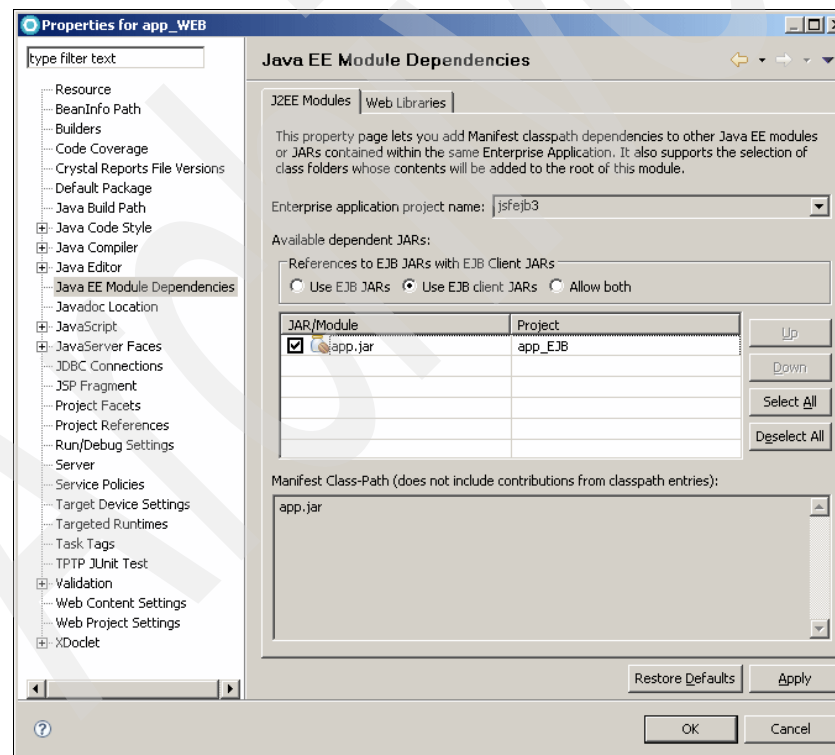 Properties for app_WEB
type filter text
Resource
BeanInfo Path
Builders
Code Coverage
Crystal Reports File Versions
Default Package
Java Build Path
Java Code Style
Java Compiler
Java Editor
Java EE Module Dependencies
Javadoc Location
JavaScript
JavaServer Faces
JDBC Connections
JSP Fragment
Project Facets
Project References
Run/Debug Settings
Server
Service Policies
Target Device Settings
Targeted Runtimes
Task Tags
TPTP JUnit Test
Validation
Web Content Settings
Web Project Settings
XDoclet
Java EE Module Dependencies
J2EE Modules Web Libraries
This property page lets you add Manifest classpath dependencies to other Java EE modules
or JARs contained within the same Enterprise Application. It also supports the selection of
class folders whose contents will be added to the root of this module.
Enterprise application project name: jsfejb3
Available dependent JARs:
References to EJB JARs with EJB Client JARs
Use EJB JARs Use EJB client JARs Allow both
JAR/Module Project
app.jar app_EJB
Up
Down
Select All
Deselect All
Manifest Class-Path (does not include contributions from classpath entries):
app.jar
Restore Defaults Apply
OK Cancel